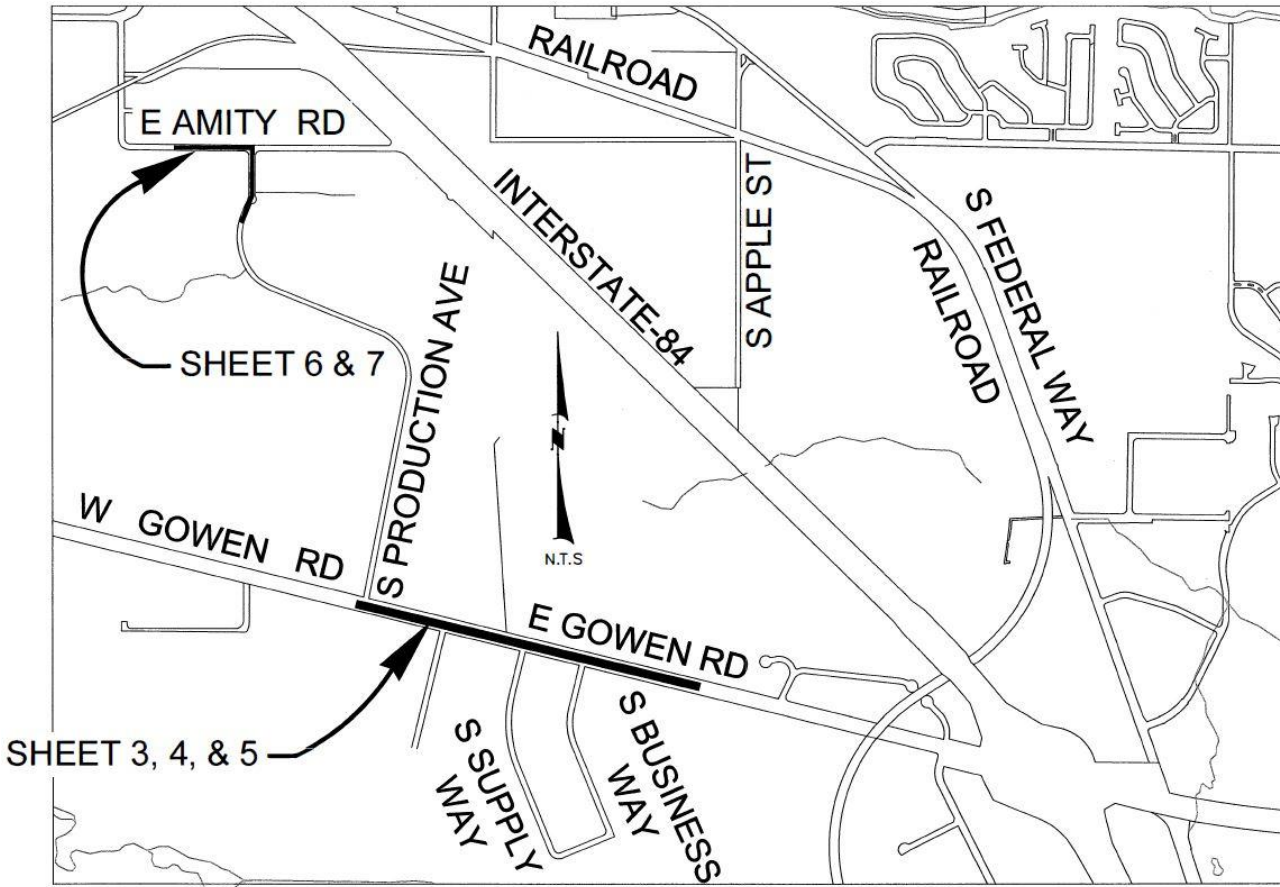 RAILROAD
E AMITY RD
INTERSTATE-84
S APPLE ST
S FEDERAL WAY
RAILROAD
SHEET 6 & 7
S PRODUCTION AVE
N
N.T.S
W GOWEN RD
E GOWEN RD
SHEET 3, 4, & 5
S SUPPLY
WAY
S BUSINESS
WAY